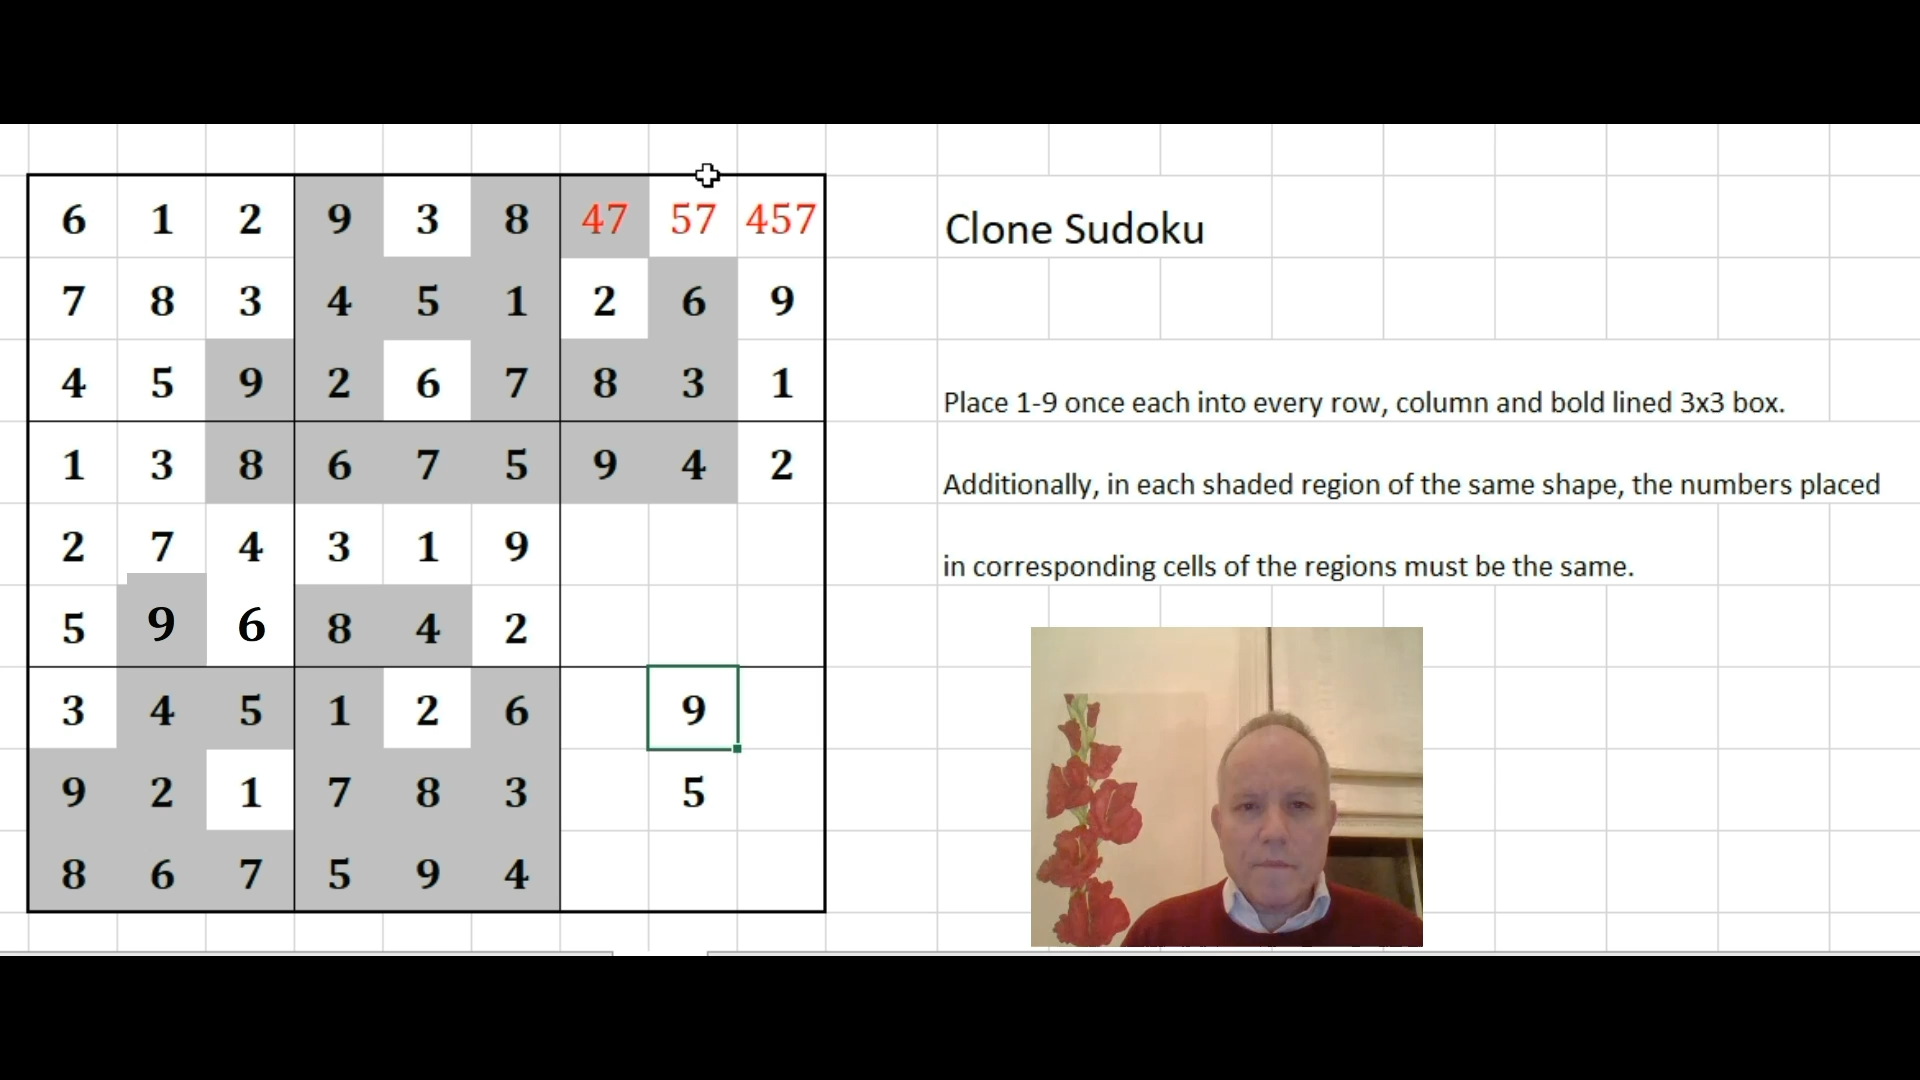 6 1 2 9 3 8 47 57 457
Clone Sudoku
7 8 3 4 5 1 2 6 9
4 5 9 2 6 7 8 3 1
Place 1-9 once each into every row, column and bold lined 3x3 box.
1 3 8 6 7 5 9 4 2
Additionally, in each shaded region of the same shape, the numbers placed
2 7 4 3 1 9
in corresponding cells of the regions must be the same.
5 9 6 8 4 2
3 4 5 1 2 6 9
9 2 1 7 8 3 5
8 6 7 5 9 4